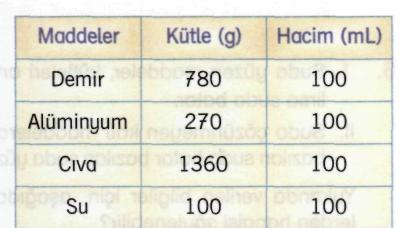 Maddeler Kütle (g) Hacim (mL)
Demir 780 100
Alüminyum 270 100
Cıva 1360 100
Su 100 100